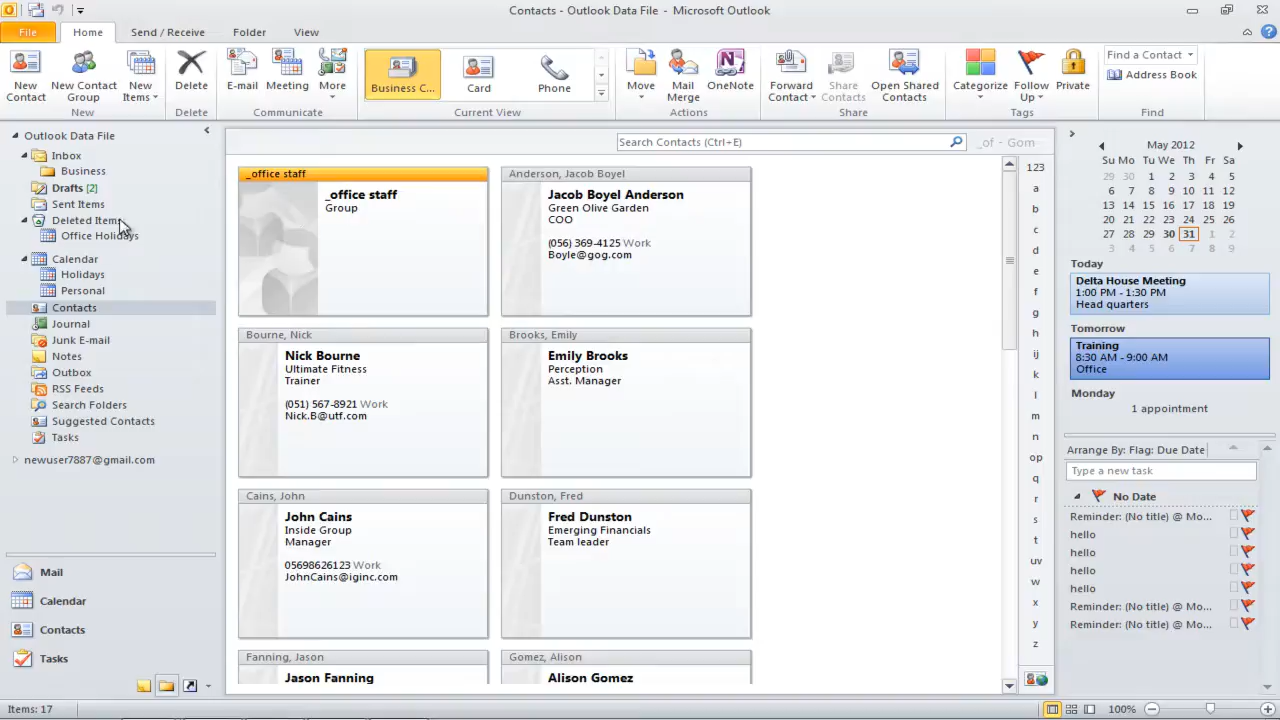 Contacts - Outlook Data File - Microsoft Outlook
File Home Send / Receive Folder View
New Contact
New Contact Group
New Items
Delete
E-mail
Meeting
More
Business C...
Card
Phone
Move
Mail Merge
OneNote
Forward Contact
Share Contacts
Open Shared Contacts
Categorize
Follow Up
Private
Find a Contact
Address Book
New Delete Communicate Current View Actions Share Tags Find
Outlook Data File
Inbox
Business
Drafts [2]
Sent Items
Deleted Items
Office Holidays
Calendar
Holidays
Personal
Contacts
Journal
Junk E-mail
Notes
Outbox
RSS Feeds
Search Folders
Suggested Contacts
Tasks
newuser7887@gmail.com
Mail
Calendar
Contacts
Tasks
Search Contacts (Ctrl+E)
_of - Gom
_office staff
_office staff
Group
Anderson, Jacob Boyel
Jacob Boyel Anderson
Green Olive Garden
COO
(056) 369-4125 Work
Boyle@gog.com
Bourne, Nick
Nick Bourne
Ultimate Fitness
Trainer
(051) 567-8921 Work
Nick.B@utf.com
Brooks, Emily
Emily Brooks
Perception
Asst. Manager
Cains, John
John Cains
Inside Group
Manager
05698626123 Work
JohnCains@iginc.com
Dunston, Fred
Fred Dunston
Emerging Financials
Team leader
Fanning, Jason
Jason Fanning
Gomez, Alison
Alison Gomez
123
a
b
c
d
e
f
g
h
ij
k
l
m
n
op
q
r
s
t
uv
w
x
y
z
May 2012
Su Mo Tu We Th Fr Sa
29 30 1 2 3 4 5
6 7 8 9 10 11 12
13 14 15 16 17 18 19
20 21 22 23 24 25 26
27 28 29 30 31 1 2
3 4 5 6 7 8 9
Today
Delta House Meeting
1:00 PM - 1:30 PM
Head quarters
Tomorrow
Training
8:30 AM - 9:00 AM
Office
Monday
1 appointment
Arrange By: Flag: Due Date
Type a new task
No Date
Reminder: (No title) @ Mo...
hello
hello
hello
hello
Reminder: (No title) @ Mo...
Reminder: (No title) @ Mo...
Items: 17
100%